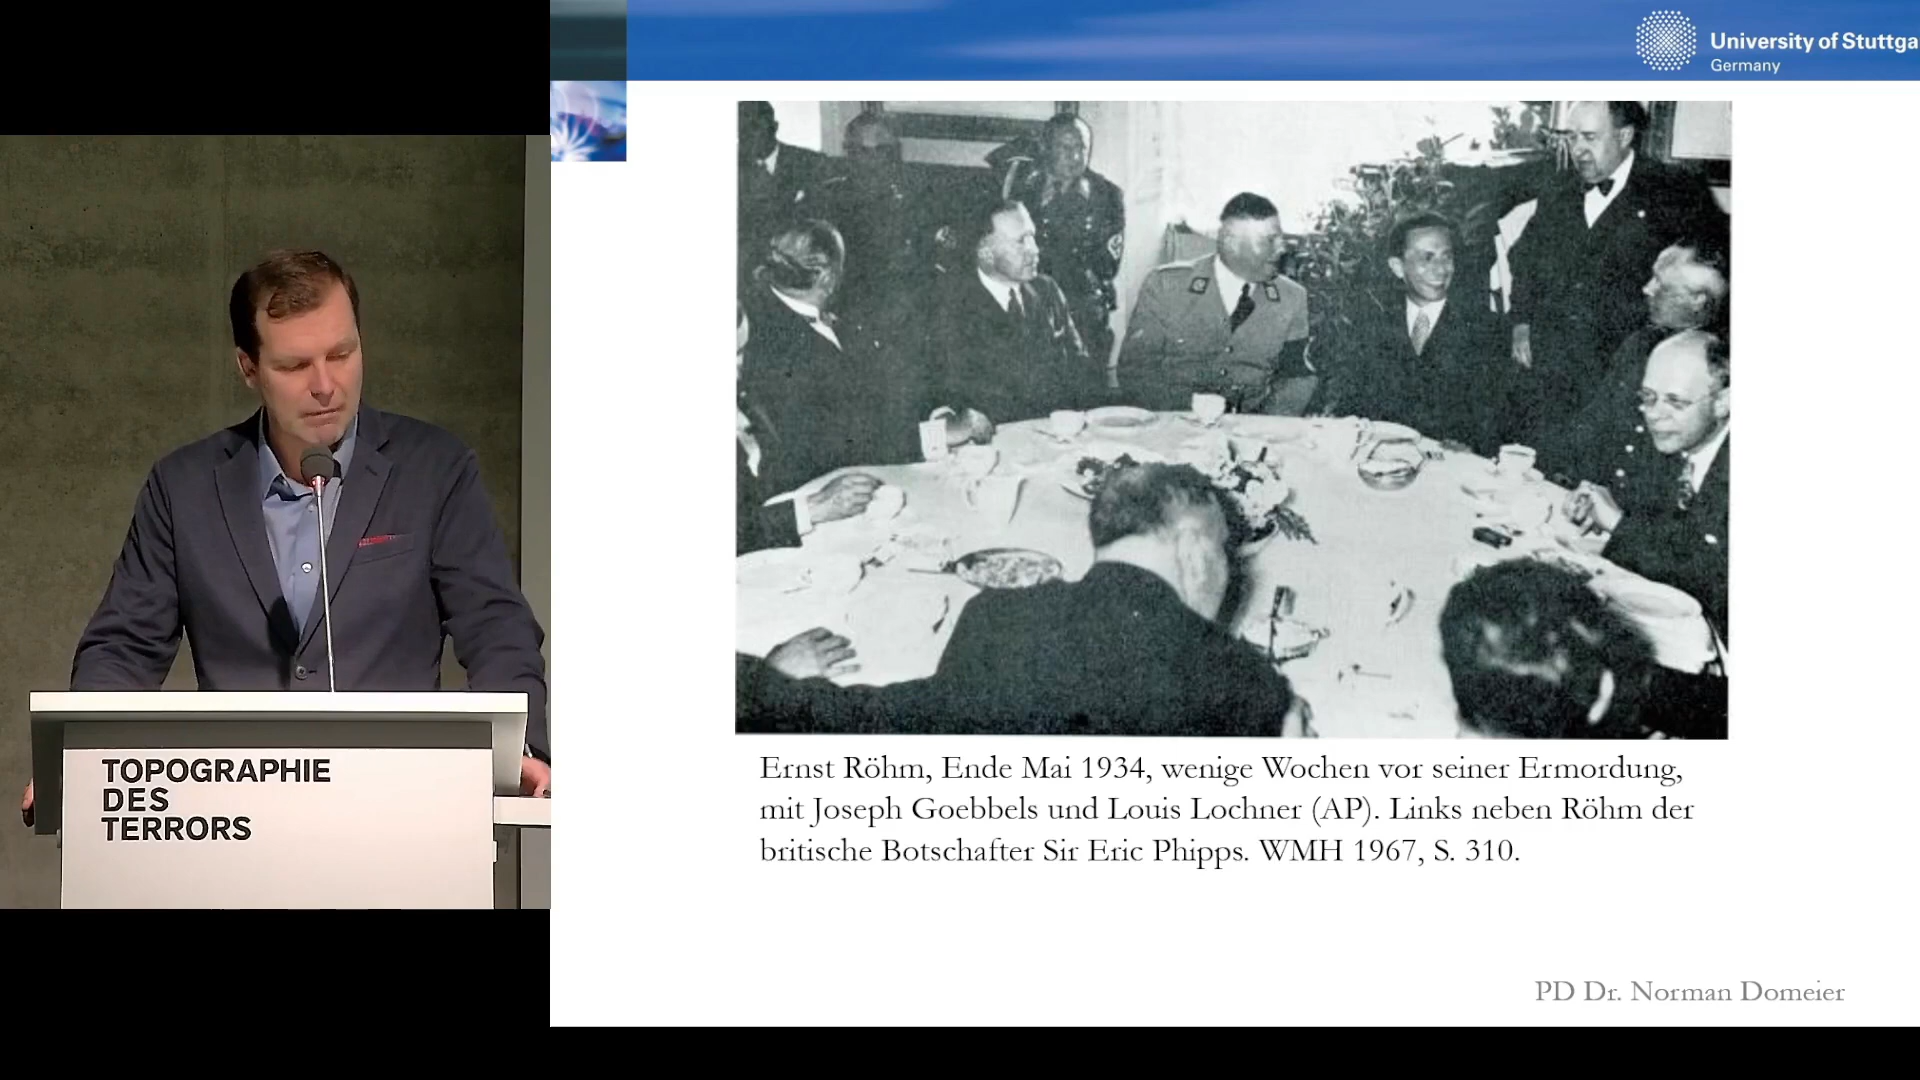 University of Stuttga
Germany
TOPOGRAPHIE
DES
TERRORS
Ernst Röhm, Ende Mai 1934, wenige Wochen vor seiner Ermordung,
mit Joseph Goebbels und Louis Lochner (AP). Links neben Röhm der
britische Botschafter Sir Eric Phipps. WMH 1967, S. 310.
PD Dr. Norman Domeier